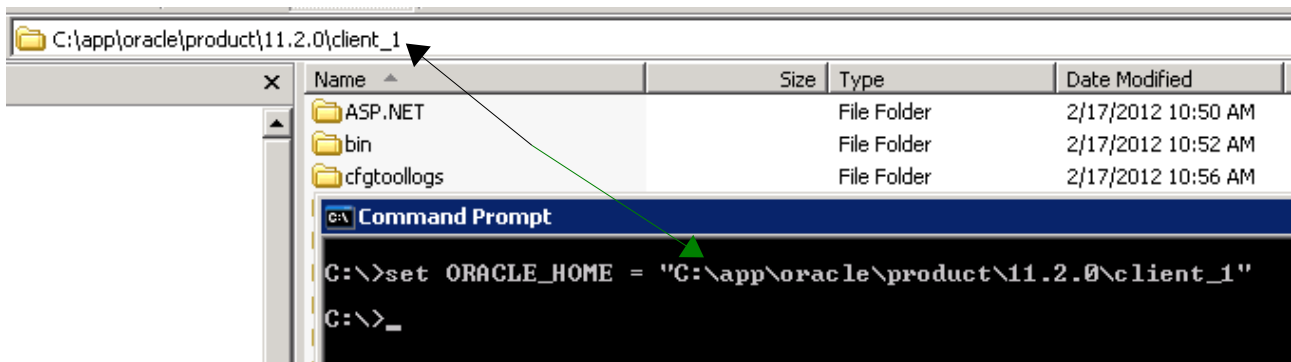 C:\app\oracle\product\11.2.0\client_1
Name Size Type Date Modified
ASP.NET File Folder 2/17/2012 10:50 AM
bin File Folder 2/17/2012 10:52 AM
cfgtoollogs File Folder 2/17/2012 10:56 AM
Command Prompt
C:\>set ORACLE_HOME = "C:\app\oracle\product\11.2.0\client_1"
C:\>_